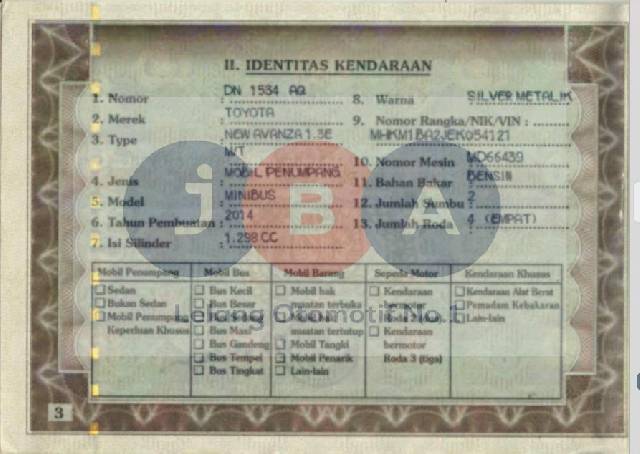 II. IDENTITAS KENDARAAN
1. Nomor : DN 1534 AQ
2. Merek : TOYOTA
3. Type : NEW AVANZA 1.3E
M/T
4. Jenis : MOBIL PENUMPANG
5. Model : MINIBUS
6. Tahun Pembuatan : 2014
7. Isi Silinder : 1.298 CC
8. Warna : SILVER METALIK
9. Nomor Rangka/NIK/VIN :
MHKM1BA2JEK054121
10. Nomor Mesin : MD66439
11. Bahan Bakar : BENSIN
12. Jumlah Sumbu : 2
13. Jumlah Roda : 4 (EMPAT)
iBA
Lelang Otomotif No.1
Mobil Penumpang
Sedan
Bukan Sedan
Mobil Penumpang
Keperluan Khusus
Mobil Bus
Bus Kecil
Bus Besar
Bus Maxi
Bus Gandeng
Bus Tempel
Bus Tingkat
Mobil Barang
Mobil bak
muatan terbuka
muatan tertutup
Mobil Tangki
Mobil Penarik
Lain-lain
Sepeda Motor
Kendaraan
Kendaraan
bermotor
Roda 3 (tiga)
Kendaraan Khusus
Kendaraan Alat Berat
Pemadam Kebakaran
Lain-lain
3